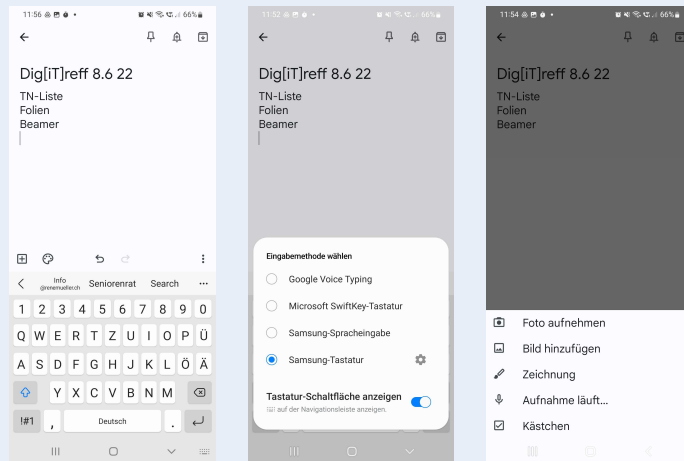 11:56
66%
Dig[iT]reff 8.6 22
TN-Liste
Folien
Beamer
Info
@renemueller.ch
Seniorenrat
Search
1 2 3 4 5 6 7 8 9 0
Q W E R T Z U I O P Ü
A S D F G H J K L Ö Ä
Y X C V B N M
!#1 , Deutsch .
11:52
66%
Dig[iT]reff 8.6 22
TN-Liste
Folien
Beamer
Eingabemethode wählen
Google Voice Typing
Microsoft SwiftKey-Tastatur
Samsung-Spracheingabe
Samsung-Tastatur
Tastatur-Schaltfläche anzeigen
auf der Navigationsleiste anzeigen.
11:54
66%
Dig[iT]reff 8.6 22
TN-Liste
Folien
Beamer
Foto aufnehmen
Bild hinzufügen
Zeichnung
Aufnahme läuft...
Kästchen